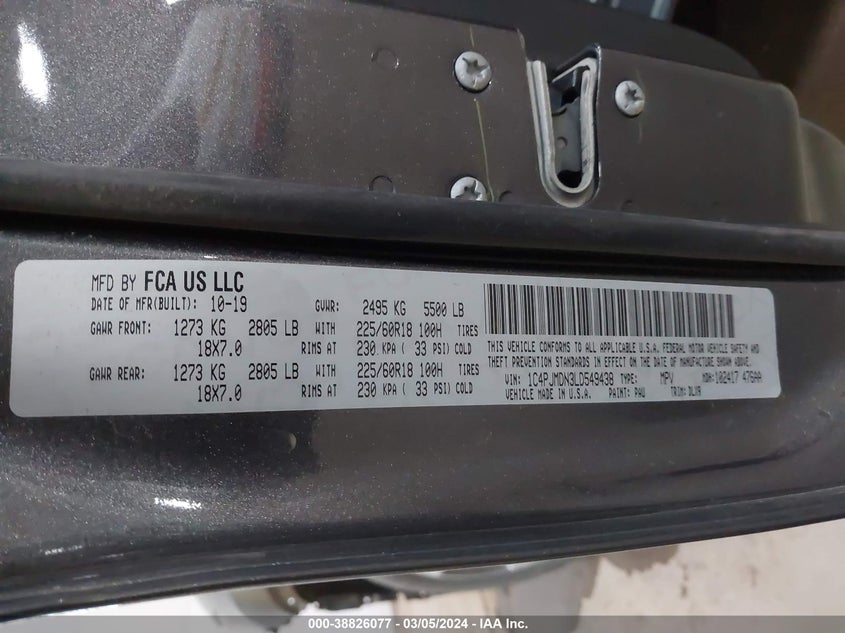 MFD BY FCA US LLC
DATE OF MFR(BUILT): 10-19 GVWR: 2495 KG 5500 LB
GAWR FRONT: 1273 KG 2805 LB WITH 225/60R18 100H TIRES
18X7.0 RIMS AT 230 KPA ( 33 PSI) COLD
GAWR REAR: 1273 KG 2805 LB WITH 225/60R18 100H TIRES
18X7.0 RIMS AT 230 KPA ( 33 PSI) COLD
THIS VEHICLE CONFORMS TO ALL APPLICABLE U.S.A. FEDERAL MOTOR VEHICLE SAFETY AND
THEFT PREVENTION STANDARDS IN EFFECT ON THE DATE OF MANUFACTURE SHOWN ABOVE.
VIN: 1C4PJMDN3LD549438 TYPE: MPV MDH: 102417 476AA
VEHICLE MADE IN U.S.A. PAINT: PAU TRIM: DLX9
000-38826077 — 03/05/2024 — IAA Inc.